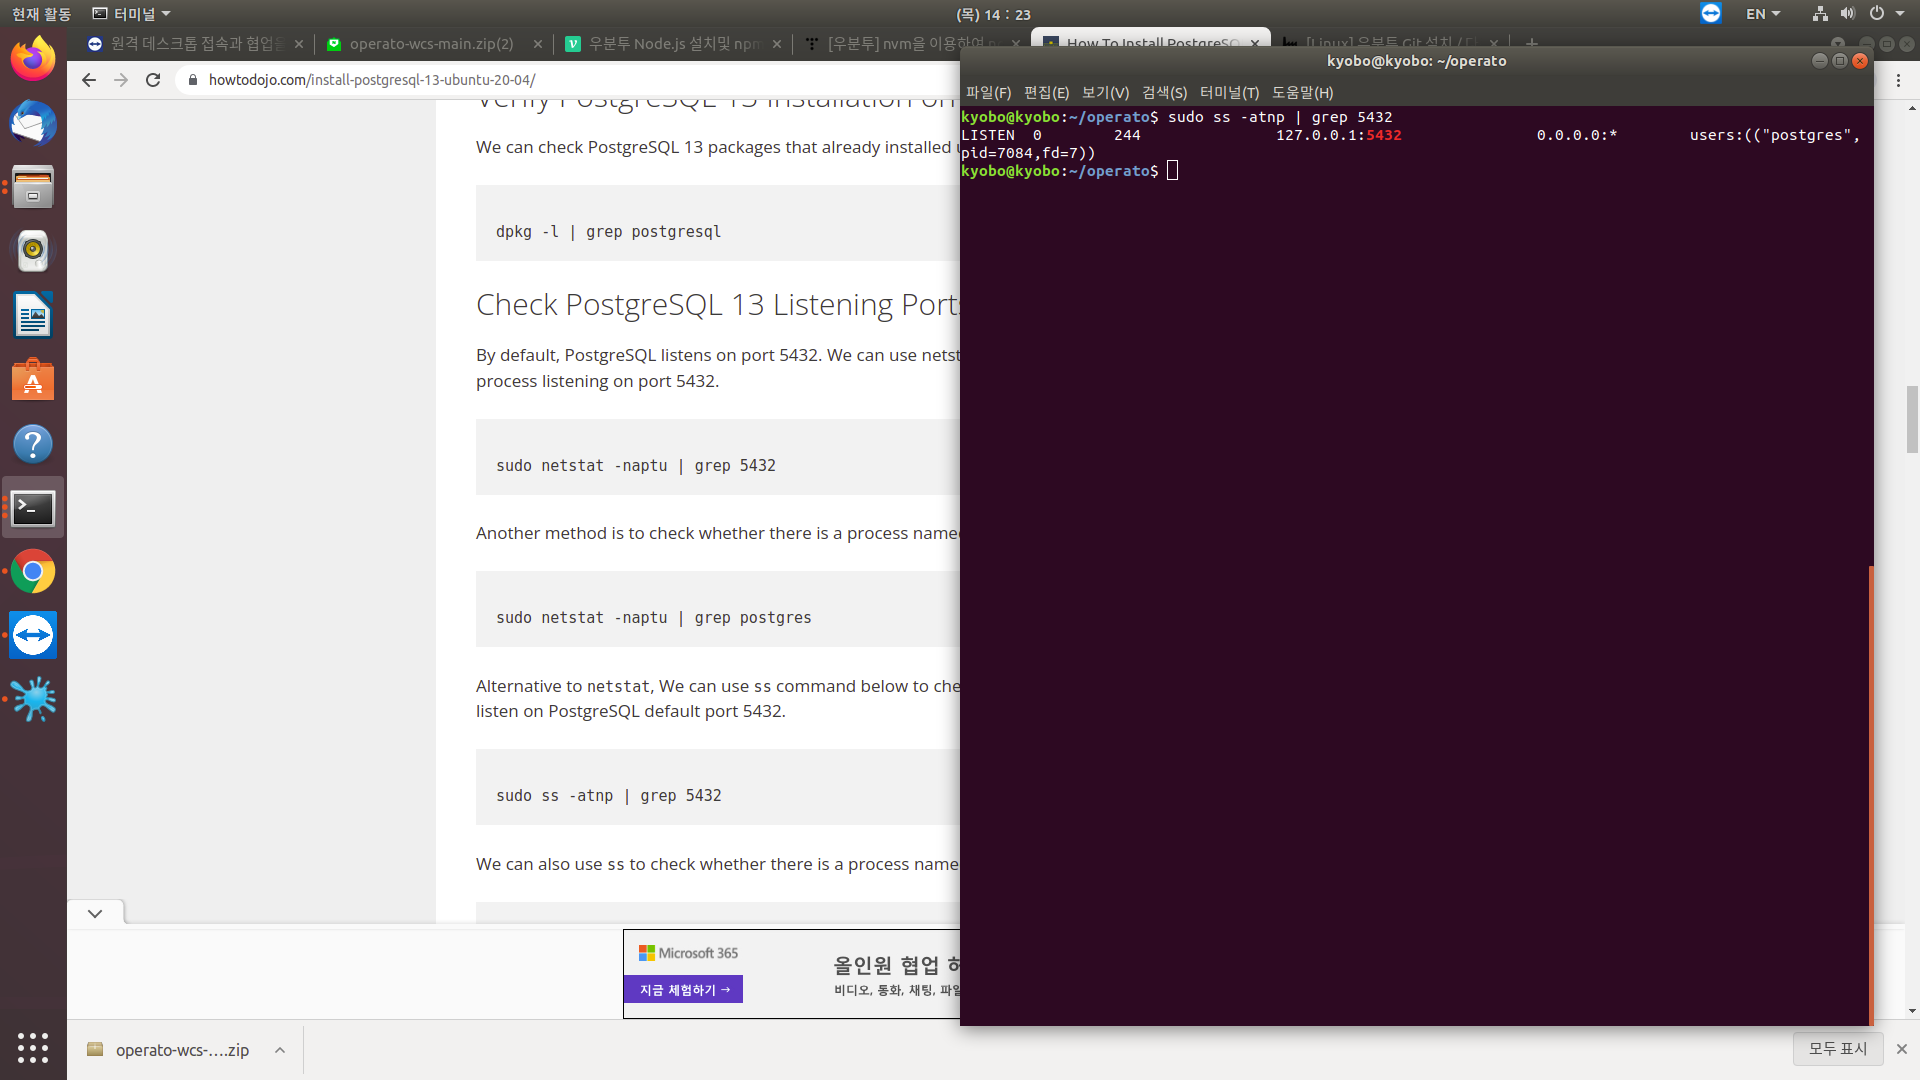 현재 활동
터미널
(목) 14 : 23
EN
원격 데스크톱 접속과 협업을
operato-wcs-main.zip(2)
우분투 Node.js 설치및 npm
[우분투] nvm을 이용하여 n
How To Install PostgreSQ
[Linux] 우분투 Git 설치 / 다
howtodojo.com/install-postgresql-13-ubuntu-20-04/
Verify PostgreSQL 13 Installation on
We can check PostgreSQL 13 packages that already installed u
dpkg -l | grep postgresql
Check PostgreSQL 13 Listening Ports
By default, PostgreSQL listens on port 5432. We can use netst
process listening on port 5432.
sudo netstat -naptu | grep 5432
Another method is to check whether there is a process named
sudo netstat -naptu | grep postgres
Alternative to netstat, We can use ss command below to che
listen on PostgreSQL default port 5432.
sudo ss -atnp | grep 5432
We can also use ss to check whether there is a process name
Microsoft 365
지금 체험하기 →
올인원 협업 허
비디오, 통화, 채팅, 파일
operato-wcs-....zip
모두 표시
kyobo@kyobo: ~/operato
파일(F) 편집(E) 보기(V) 검색(S) 터미널(T) 도움말(H)
kyobo@kyobo:~/operato$ sudo ss -atnp | grep 5432
LISTEN 0 244 127.0.0.1:5432 0.0.0.0:* users:(("postgres",
pid=7084,fd=7))
kyobo@kyobo:~/operato$